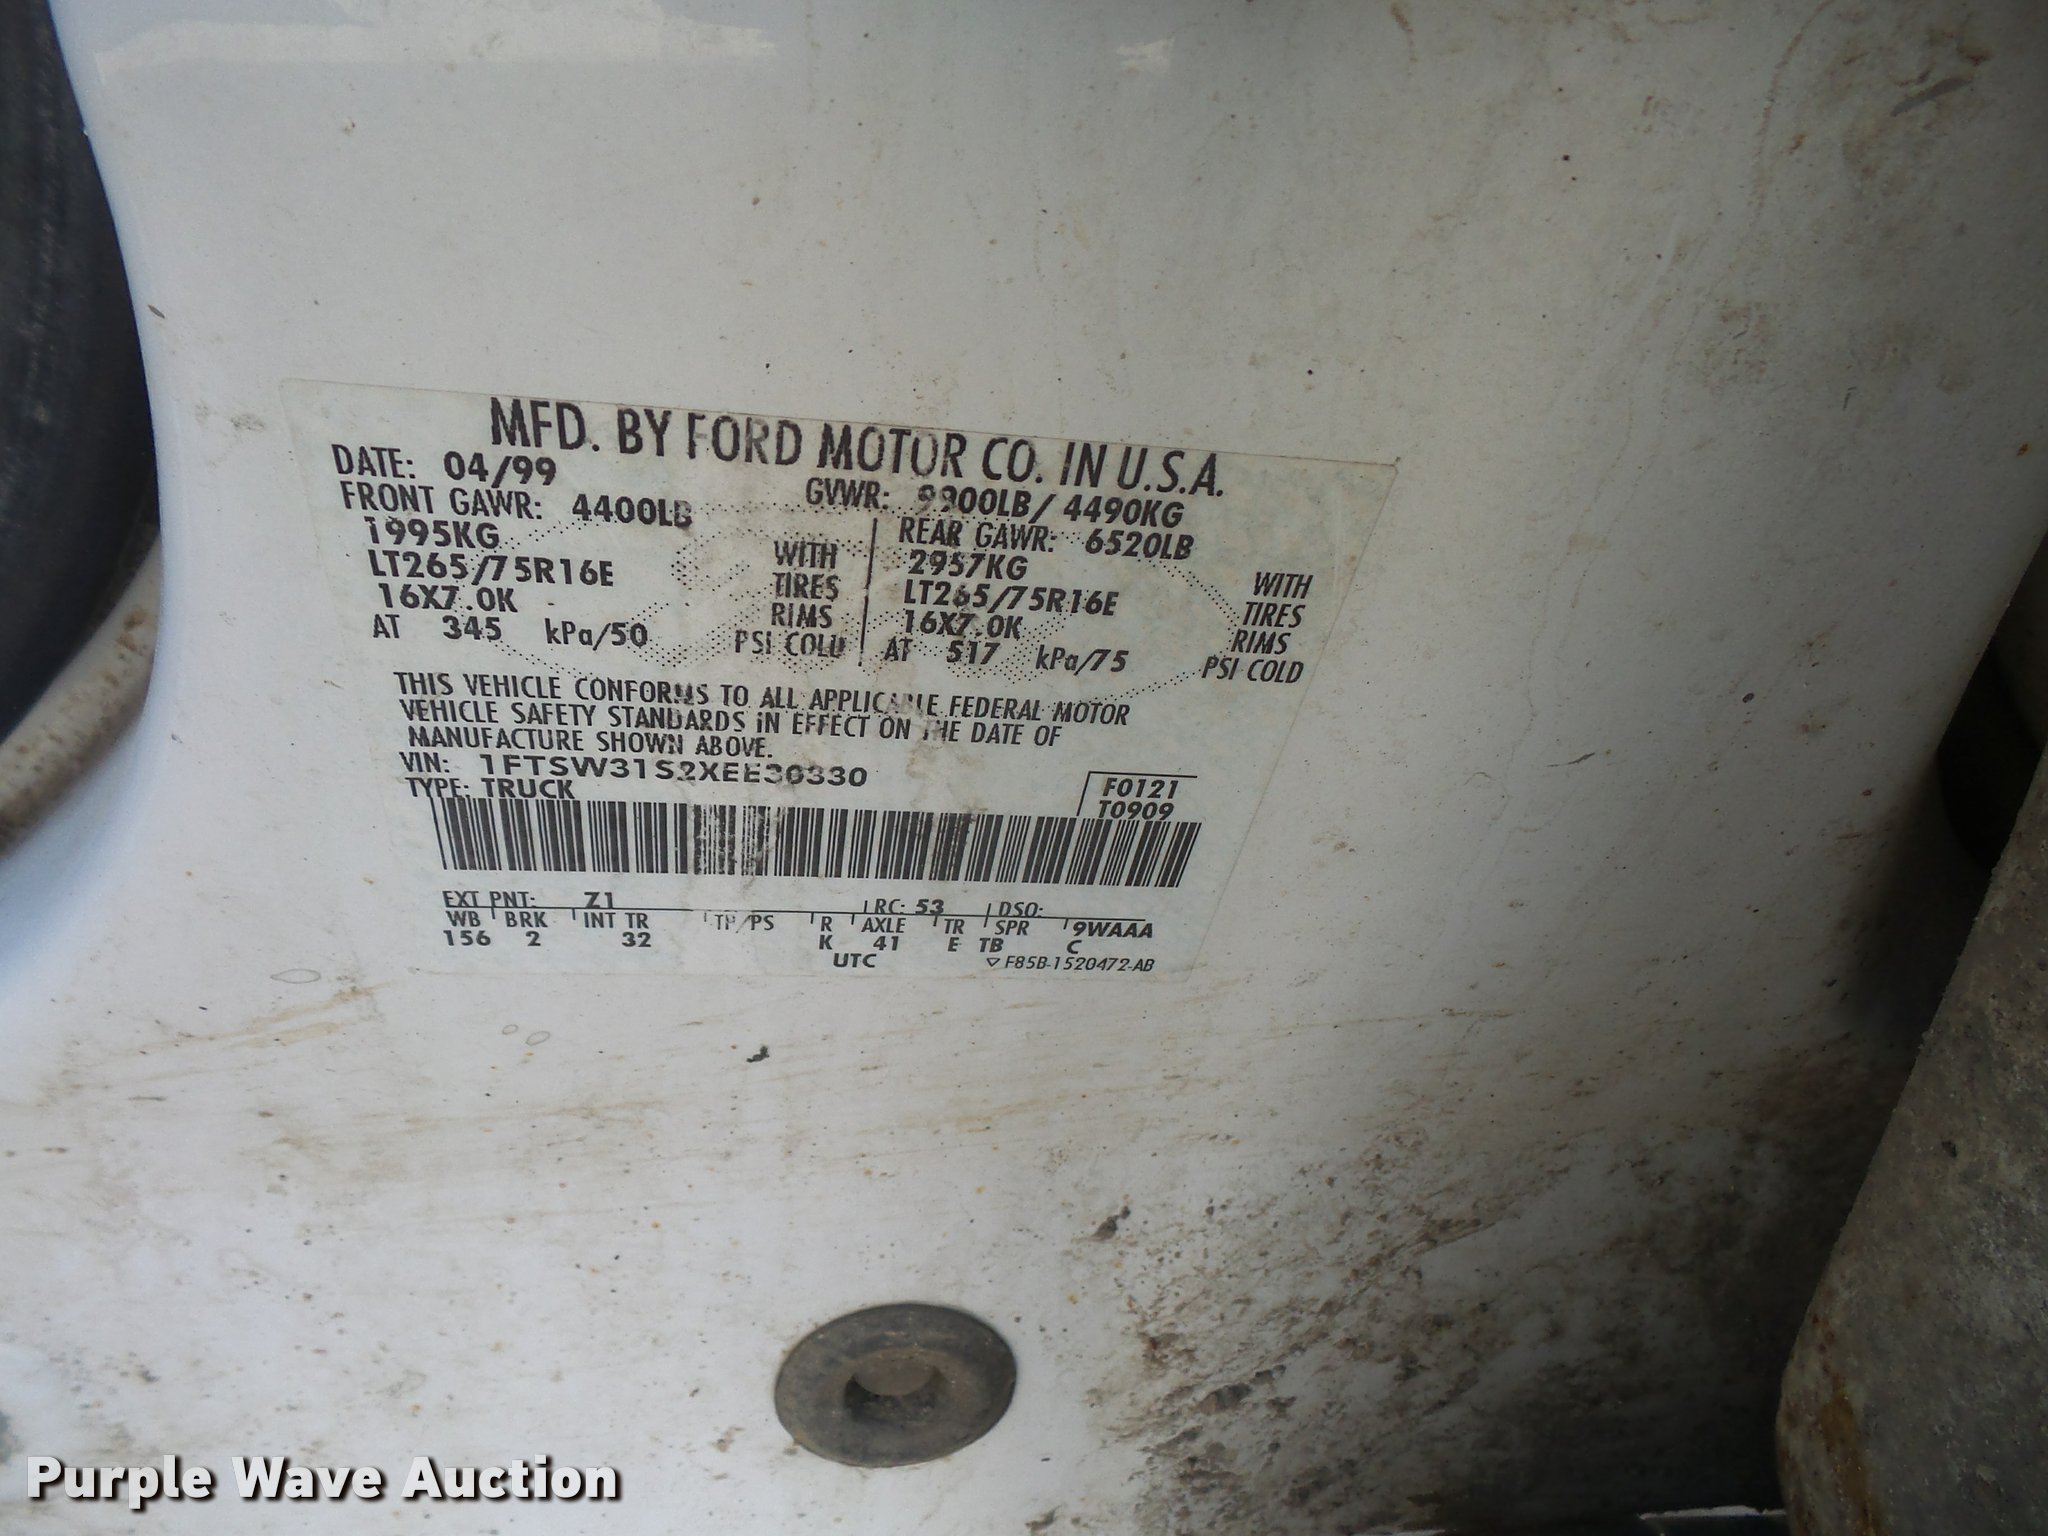 MFD. BY FORD MOTOR CO. IN U.S.A.
DATE: 04/99 GVWR: 9900LB/ 4490KG
FRONT GAWR: 4400LB REAR GAWR: 6520LB
1995KG WITH 2957KG WITH
LT265/75R16E TIRES LT265/75R16E TIRES
16X7.0K RIMS 16X7.0K RIMS
AT 345 kPa/50 PSI COLD AT 517 kPa/75 PSI COLD
THIS VEHICLE CONFORMS TO ALL APPLICABLE FEDERAL MOTOR
VEHICLE SAFETY STANDARDS IN EFFECT ON THE DATE OF
MANUFACTURE SHOWN ABOVE.
VIN: 1FTSW31S2XEE30330
TYPE: TRUCK
F0121
T0909
EXT PNT: Z1 RC: 53 DSO:
WB BRK INT TR TP/PS R AXLE TR SPR 9WAAA
156 2 32 K 41 E TB C
UTC
▽ F85B-1520472-AB
Purple Wave Auction